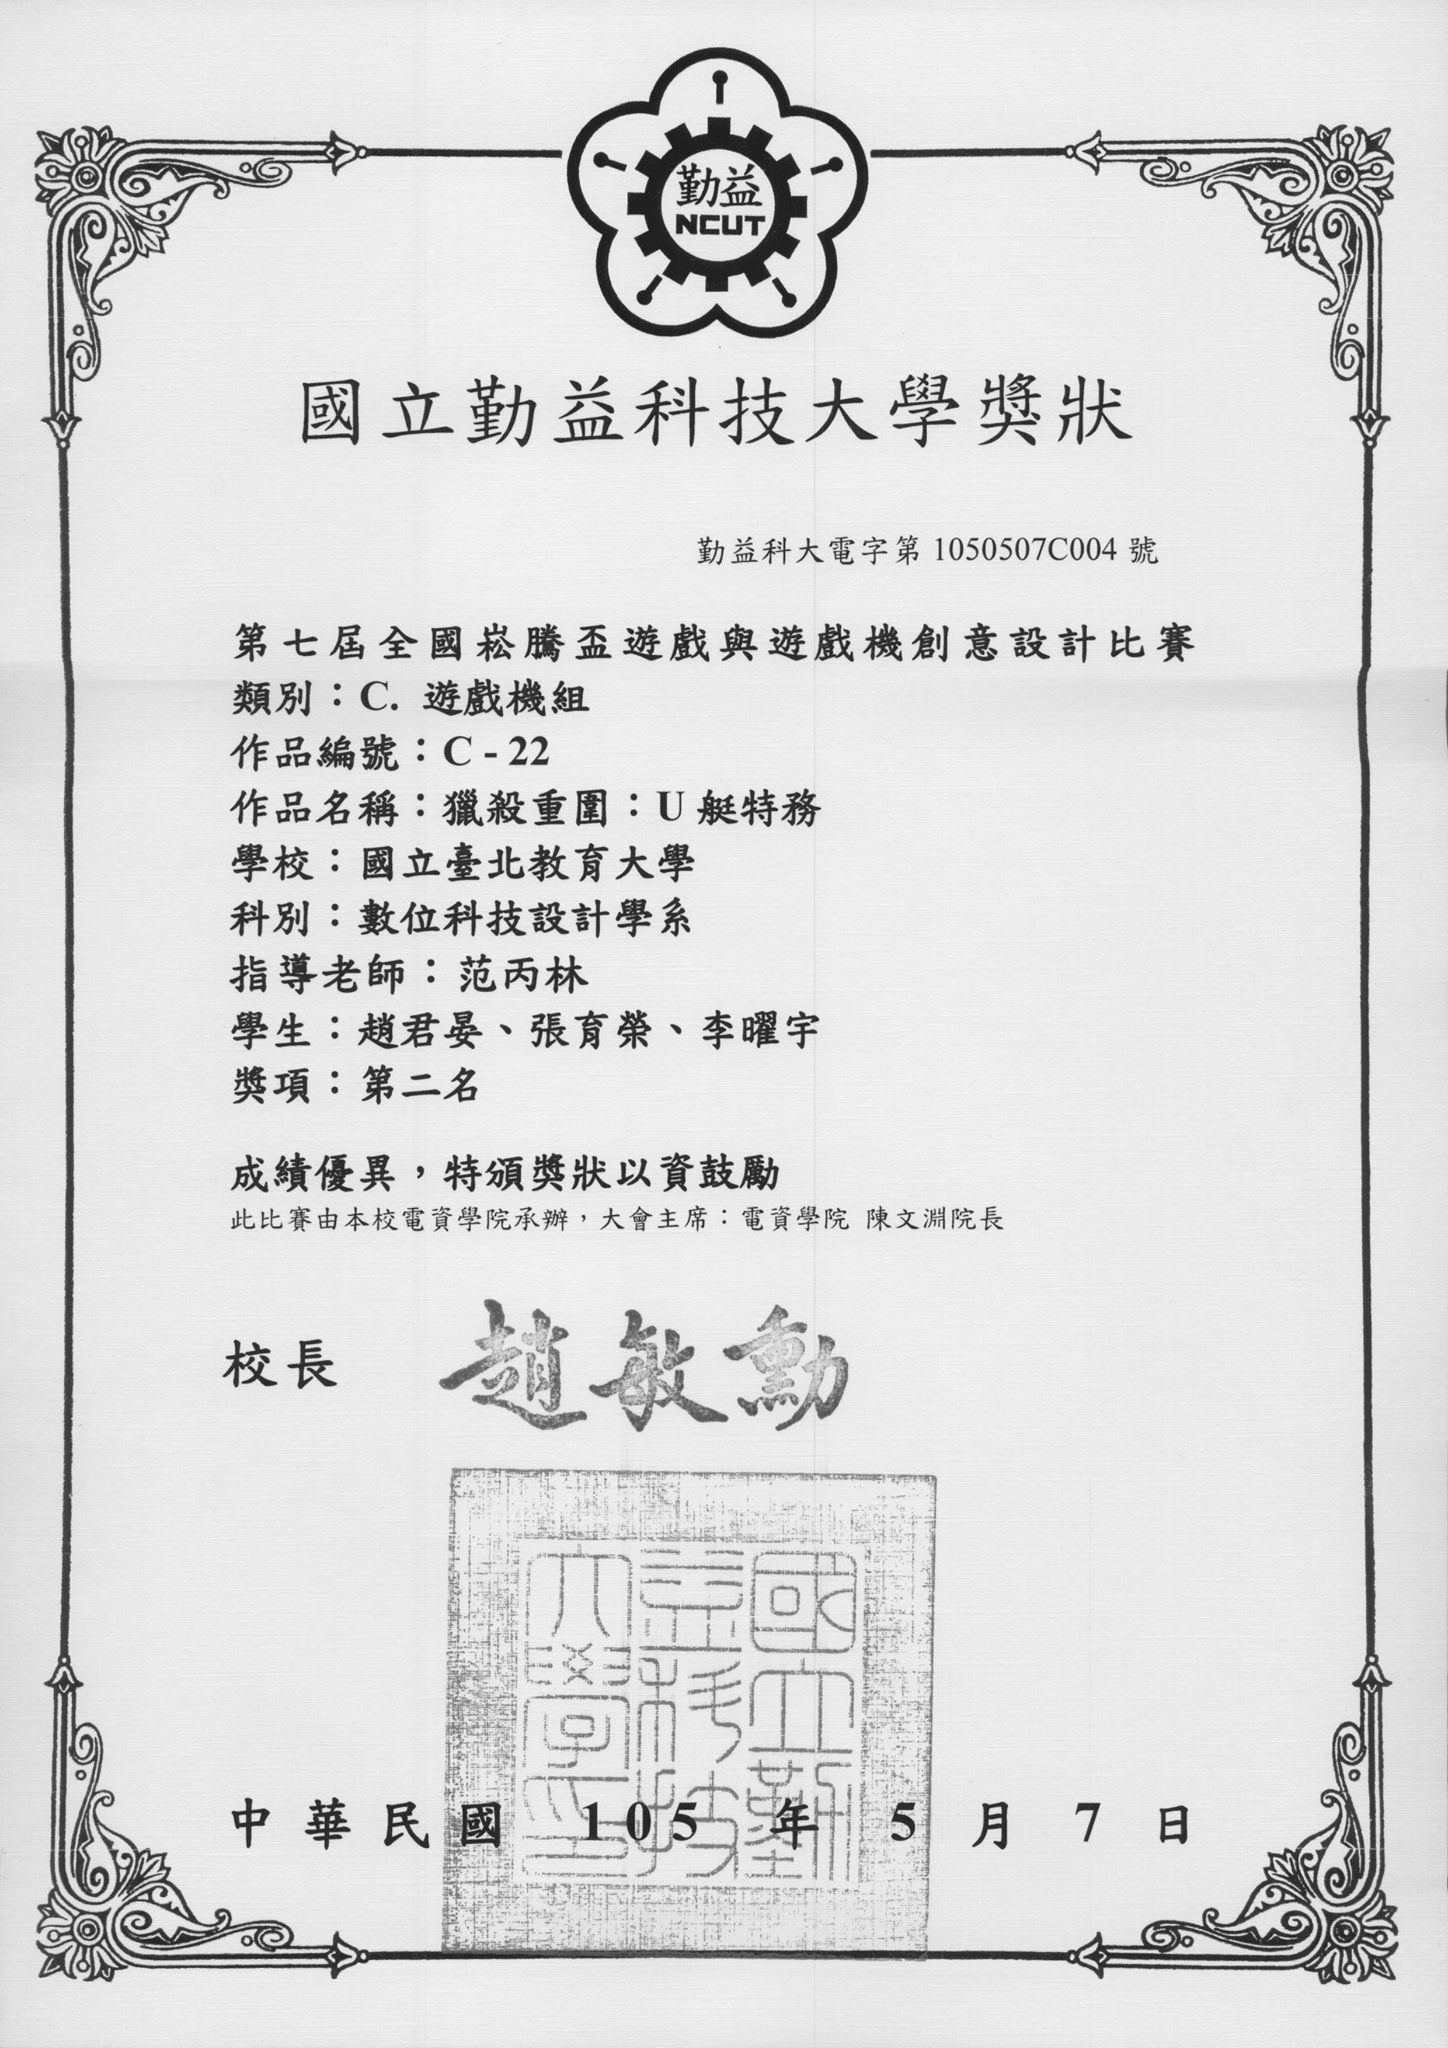 勤益
NCUT
國立勤益科技大學獎狀
勤益科大電字第 1050507C004 號
第七屆全國崧騰盃遊戲與遊戲機創意設計比賽
類別：C. 遊戲機組
作品編號：C - 22
作品名稱：獵殺重圍：U 艇特務
學校：國立臺北教育大學
科別：數位科技設計學系
指導老師：范丙林
學生：趙君晏、張育榮、李曜宇
獎項：第二名
成績優異，特頒獎狀以資鼓勵
此比賽由本校電資學院承辦，大會主席：電資學院 陳文淵院長
校長 趙敏勳
國立勤益科技大學印
中華民國 105 年 5 月 7 日